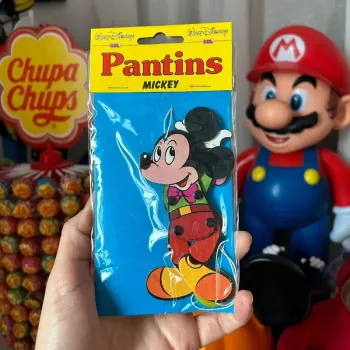 Walt Disney's
Walt Disney's
Pantins
MICKEY
Chupa
Chups
M